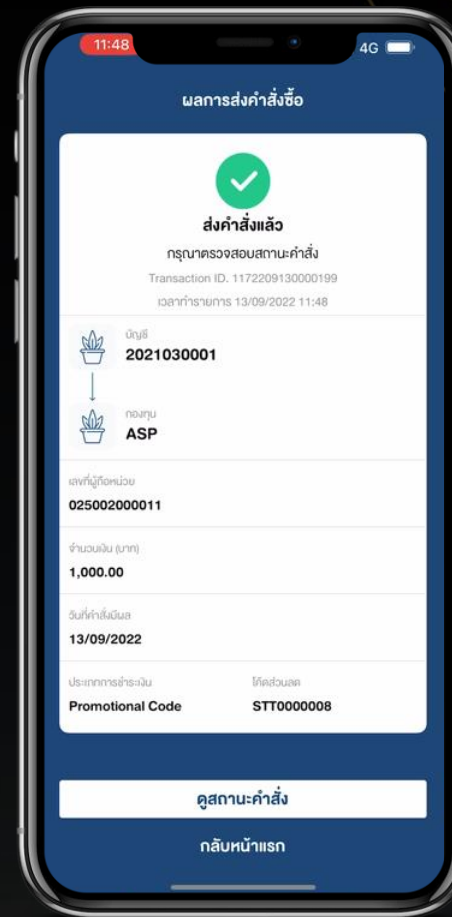 11:48
4G
ผลการส่งคำสั่งซื้อ
ส่งคำสั่งแล้ว
กรุณาตรวจสอบสถานะคำสั่ง
Transaction ID. 1172209130000199
เวลาทำรายการ 13/09/2022 11:48
บัญชี
2021030001
กองทุน
ASP
เลขที่ผู้ถือหน่วย
025002000011
จำนวนเงิน (บาท)
1,000.00
วันที่คำสั่งมีผล
13/09/2022
ประเภทการชำระเงิน โค้ดส่วนลด
Promotional Code STT0000008
ดูสถานะคำสั่ง
กลับหน้าแรก